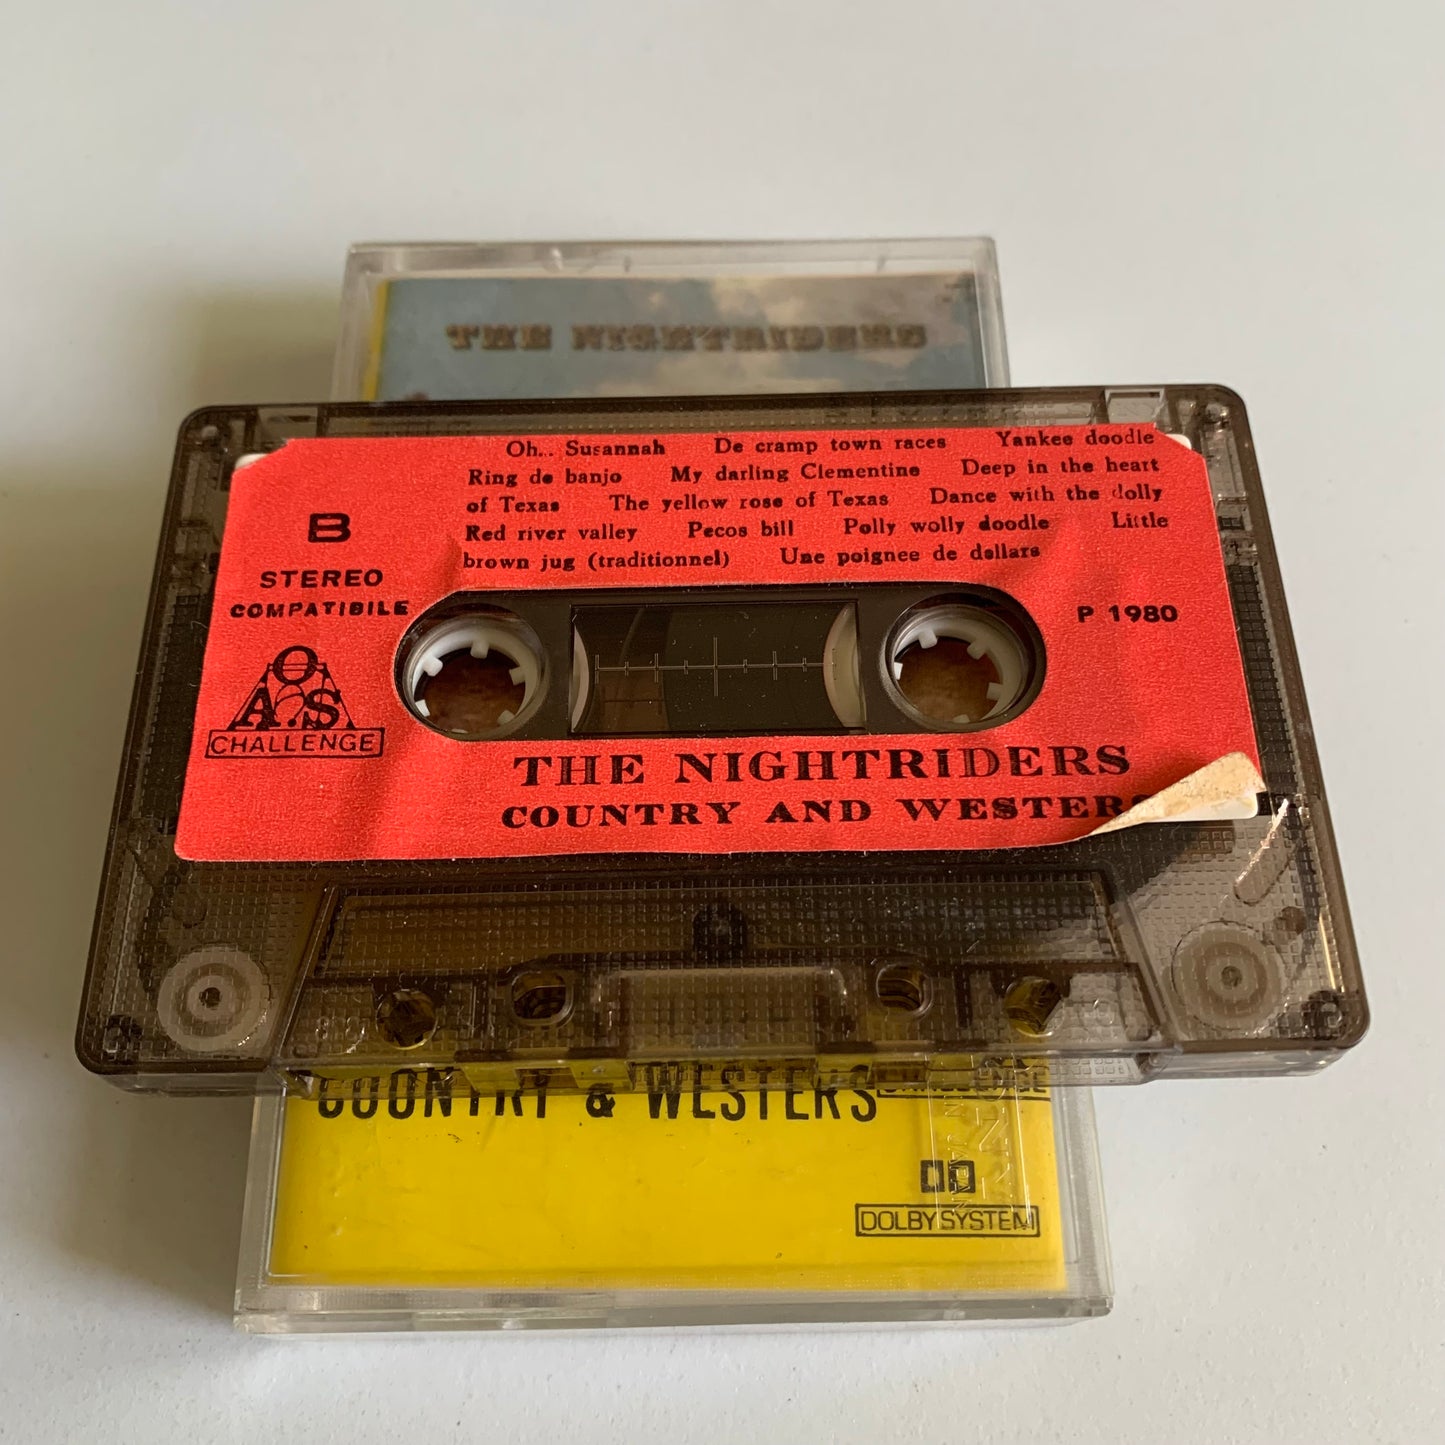 THE NIGHTRIDERS
Oh... Susannah De cramp town races Yankee doodle
Ring de banjo My darling Clementine Deep in the heart
of Texas The yellow rose of Texas Dance with the dolly
Red river valley Pecos bill Polly wolly doodle Little
brown jug (traditionnel) Une poignee de dollars
B
STEREO
COMPATIBILE
P 1980
OAS
CHALLENGE
THE NIGHTRIDERS
COUNTRY AND WESTERS
COUNTRY & WESTERS
CHALLENGE
DOLBY SYSTEM